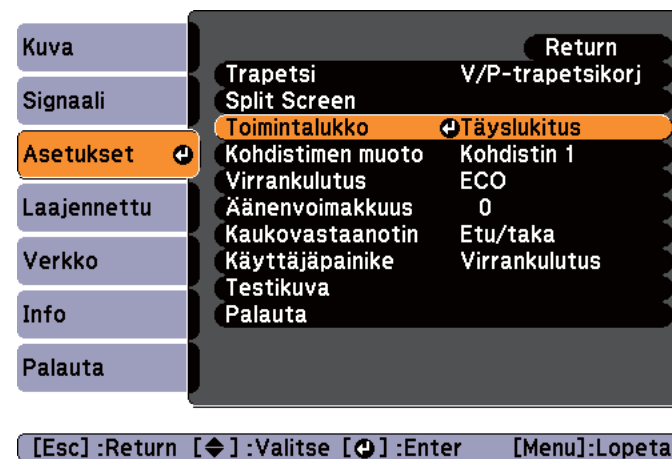 Kuva
Signaali
Asetukset
Laajennettu
Verkko
Info
Palauta
Return
Trapetsi V/P-trapetsikorj
Split Screen
Toimintalukko Täyslukitus
Kohdistimen muoto Kohdistin 1
Virrankulutus ECO
Äänenvoimakkuus 0
Kaukovastaanotin Etu/taka
Käyttäjäpainike Virrankulutus
Testikuva
Palauta
[Esc] :Return [◆] :Valitse [⏎] :Enter [Menu]:Lopeta